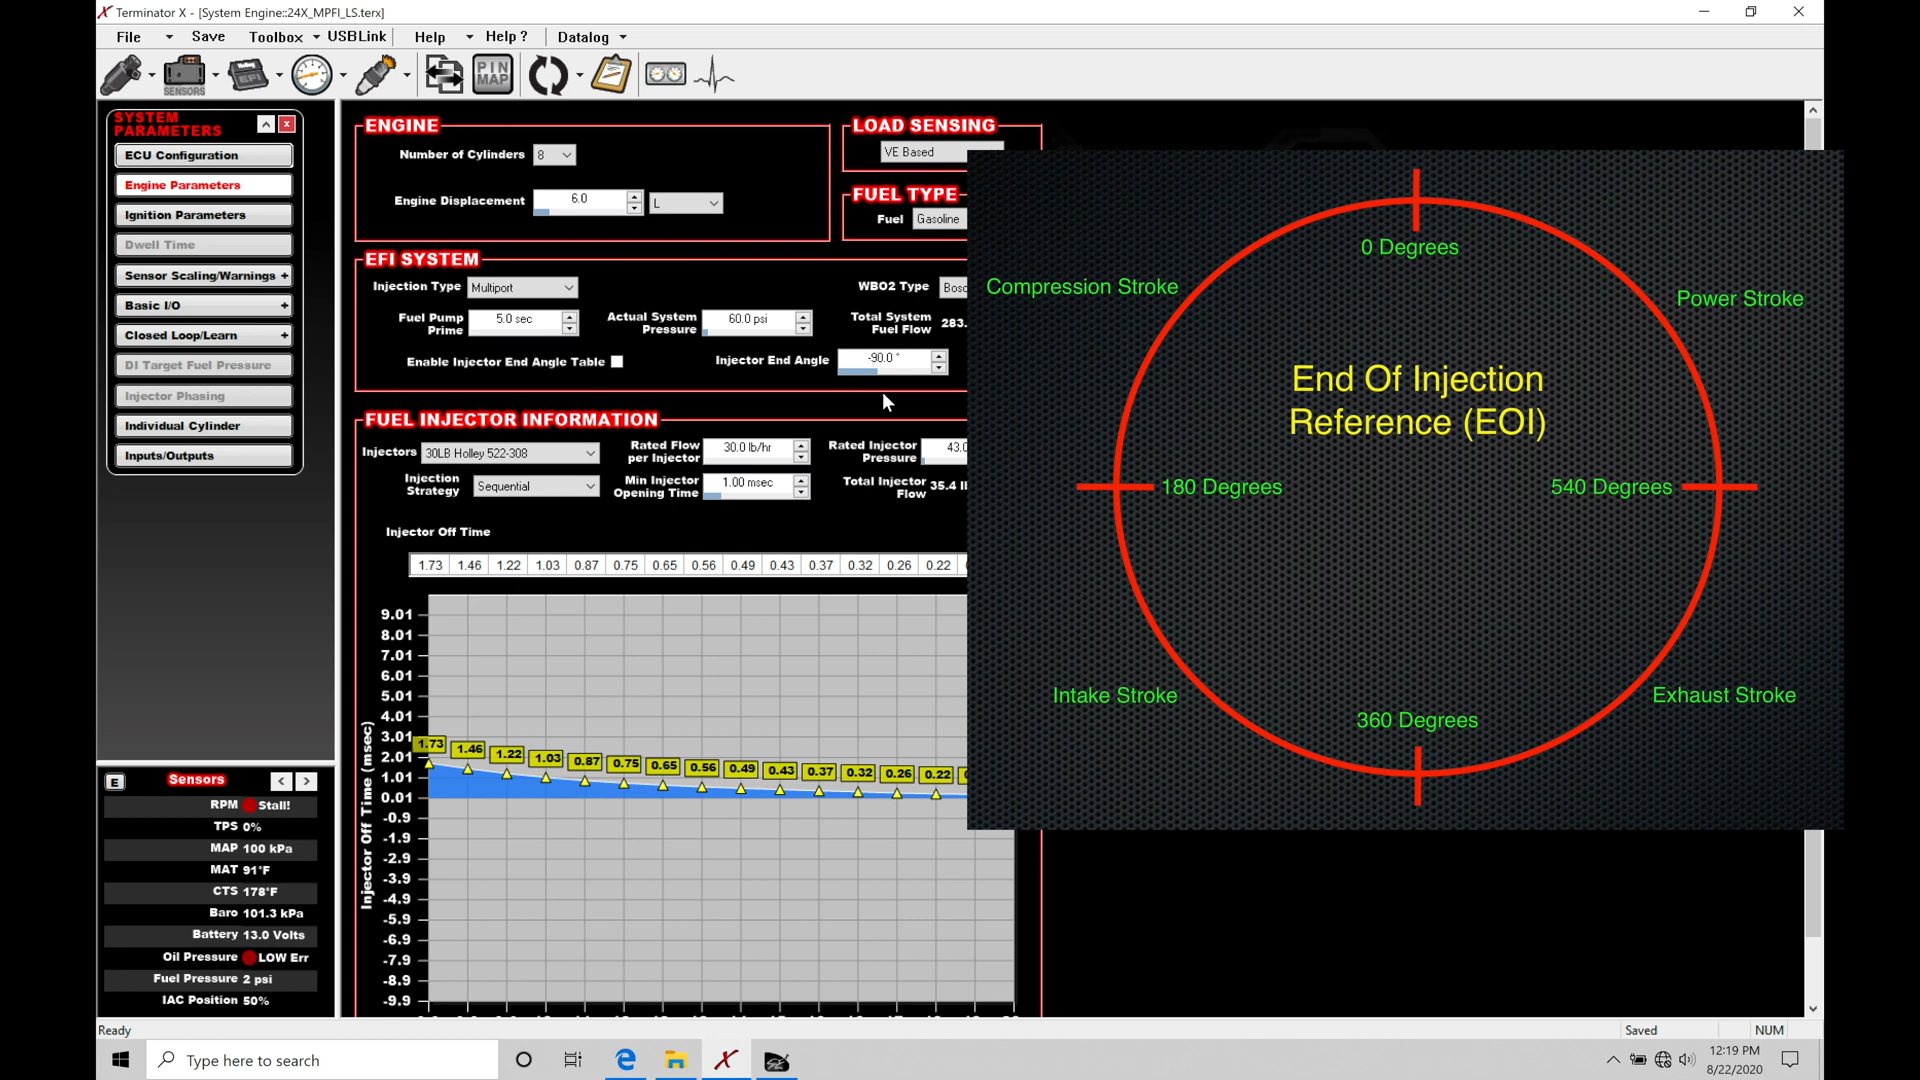 Terminator X - [System Engine::24X_MPFI_LS.terx]
File Save Toolbox USBLink Help Help ? Datalog
SENSORS EFI PIN MAP
SYSTEM
PARAMETERS
ECU Configuration
Engine Parameters
Ignition Parameters
Dwell Time
Sensor Scaling/Warnings +
Basic I/O +
Closed Loop/Learn +
DI Target Fuel Pressure
Injector Phasing
Individual Cylinder
Inputs/Outputs
ENGINE
Number of Cylinders 8
Engine Displacement 6.0 L
LOAD SENSING
VE Based
FUEL TYPE
Fuel Gasoline
EFI SYSTEM
Injection Type Multiport
WBO2 Type Bosc
Fuel Pump
Prime 5.0 sec
Actual System
Pressure 60.0 psi
Total System
Fuel Flow 283.
Enable Injector End Angle Table
Injector End Angle -90.0 °
FUEL INJECTOR INFORMATION
Injectors 30LB Holley 522-308
Rated Flow
per Injector 30.0 lb/hr
Rated Injector
Pressure 43.0
Injection
Strategy Sequential
Min Injector
Opening Time 1.00 msec
Total Injector
Flow 35.4 lb
Injector Off Time
1.73 1.46 1.22 1.03 0.87 0.75 0.65 0.56 0.49 0.43 0.37 0.32 0.26 0.22
Injector Off Time (msec)
9.01
8.01
7.01
6.01
5.01
4.01
3.01
2.01
1.01
0.01
-0.9
-1.9
-2.9
-3.9
-4.9
-5.9
-6.9
-7.9
-8.9
-9.9
1.73 1.46 1.22 1.03 0.87 0.75 0.65 0.56 0.49 0.43 0.37 0.32 0.26 0.22
0 Degrees
Compression Stroke
Power Stroke
End Of Injection
Reference (EOI)
180 Degrees
540 Degrees
Intake Stroke
Exhaust Stroke
360 Degrees
E Sensors < >
RPM Stall!
TPS 0%
MAP 100 kPa
MAT 91°F
CTS 178°F
Baro 101.3 kPa
Battery 13.0 Volts
Oil Pressure LOW Err
Fuel Pressure 2 psi
IAC Position 50%
Ready
Saved
NUM
Type here to search
12:19 PM
8/22/2020